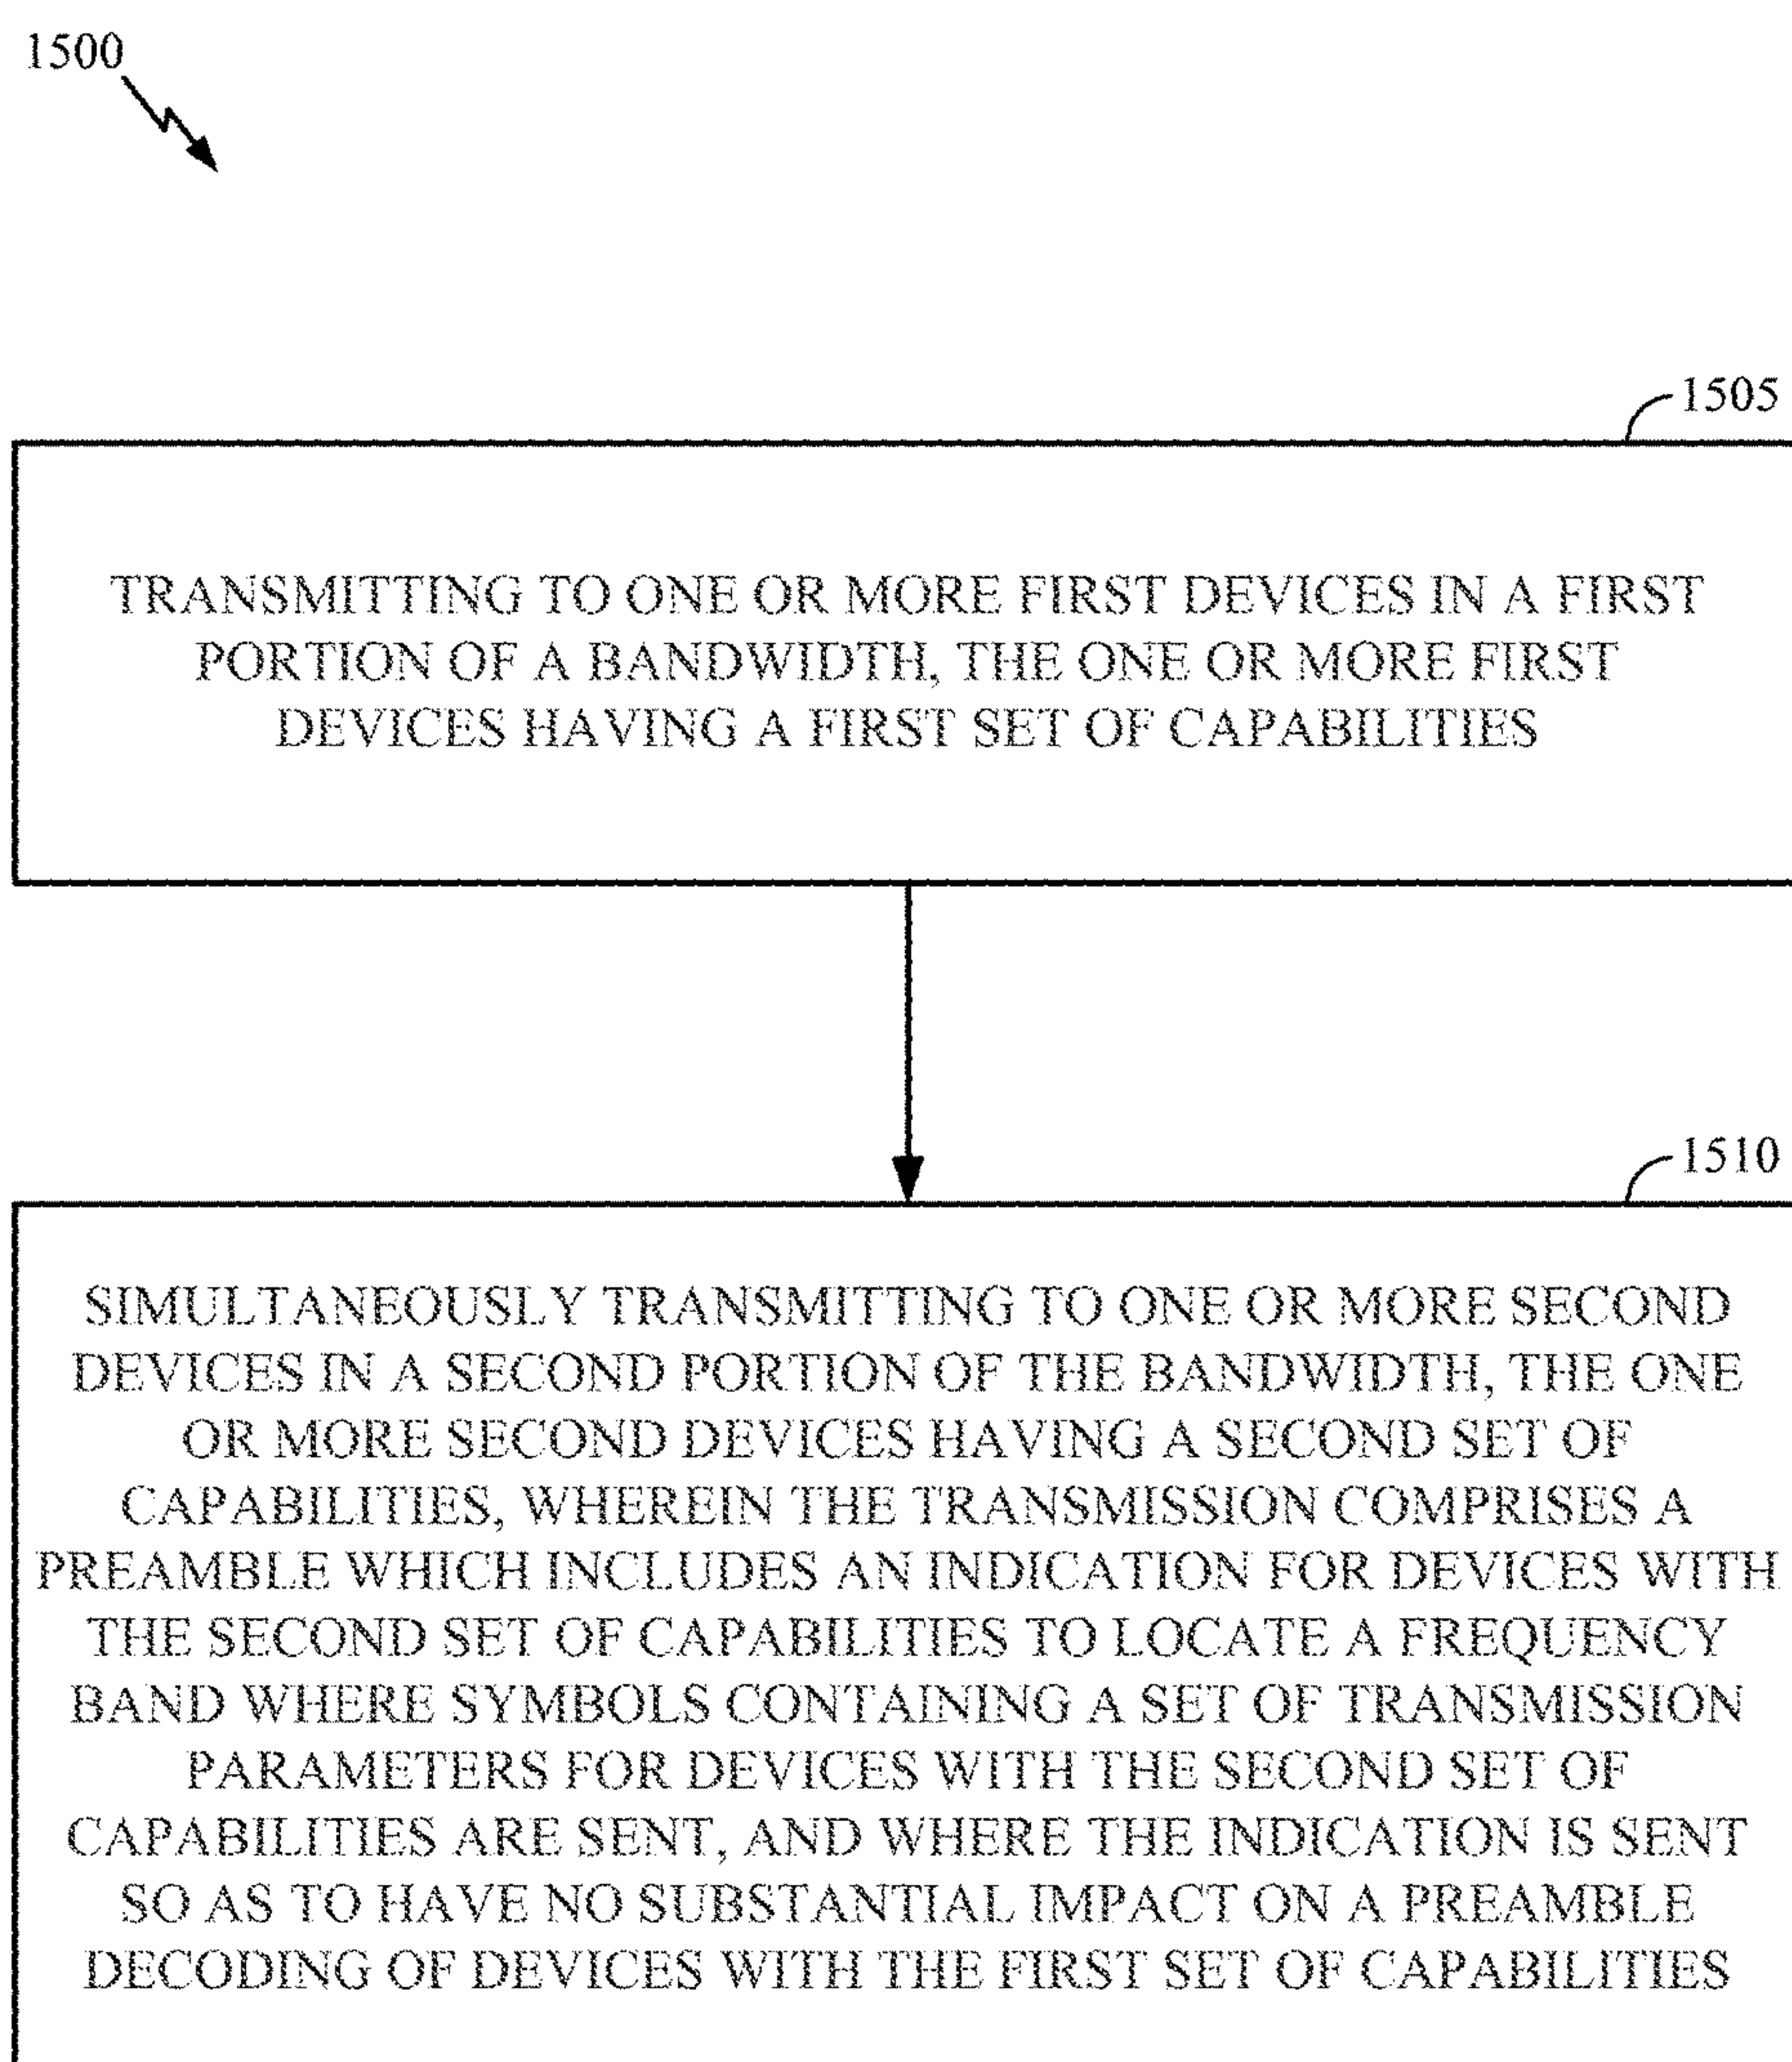 1500
1505
TRANSMITTING TO ONE OR MORE FIRST DEVICES IN A FIRST
PORTION OF A BANDWIDTH, THE ONE OR MORE FIRST
DEVICES HAVING A FIRST SET OF CAPABILITIES
1510
SIMULTANEOUSLY TRANSMITTING TO ONE OR MORE SECOND
DEVICES IN A SECOND PORTION OF THE BANDWIDTH, THE ONE
OR MORE SECOND DEVICES HAVING A SECOND SET OF
CAPABILITIES, WHEREIN THE TRANSMISSION COMPRISES A
PREAMBLE WHICH INCLUDES AN INDICATION FOR DEVICES WITH
THE SECOND SET OF CAPABILITIES TO LOCATE A FREQUENCY
BAND WHERE SYMBOLS CONTAINING A SET OF TRANSMISSION
PARAMETERS FOR DEVICES WITH THE SECOND SET OF
CAPABILITIES ARE SENT, AND WHERE THE INDICATION IS SENT
SO AS TO HAVE NO SUBSTANTIAL IMPACT ON A PREAMBLE
DECODING OF DEVICES WITH THE FIRST SET OF CAPABILITIES